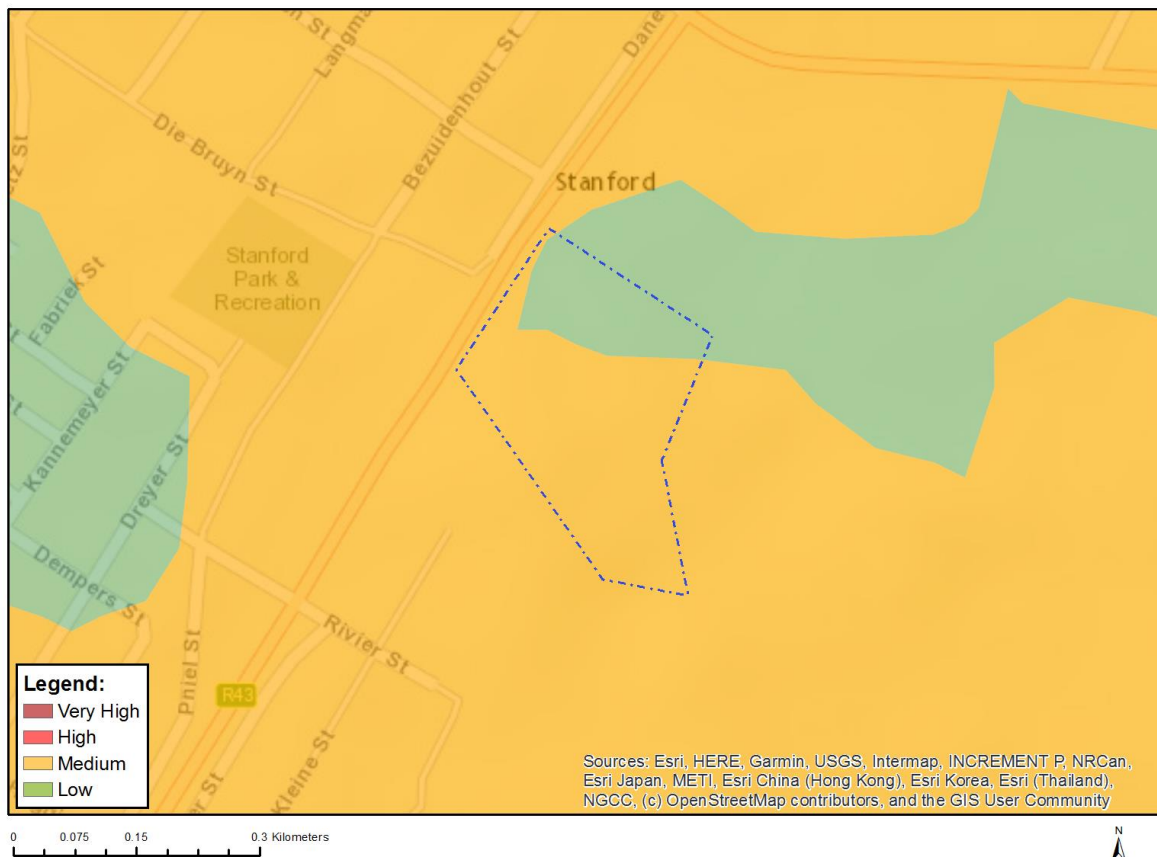 Langma
Dane
Bezuidenhout St
Die Bruyn St
Stanford
Stanford
Park &
Recreation
Fabriek St
Kannemeyer St
Dreyer St
Dempers St
Rivier St
Pniel St
R43
Kleine St
Legend:
Very High
High
Medium
Low
Sources: Esri, HERE, Garmin, USGS, Intermap, INCREMENT P, NRCan,
Esri Japan, METI, Esri China (Hong Kong), Esri Korea, Esri (Thailand),
NGCC, (c) OpenStreetMap contributors, and the GIS User Community
0 0.075 0.15 0.3 Kilometers
N